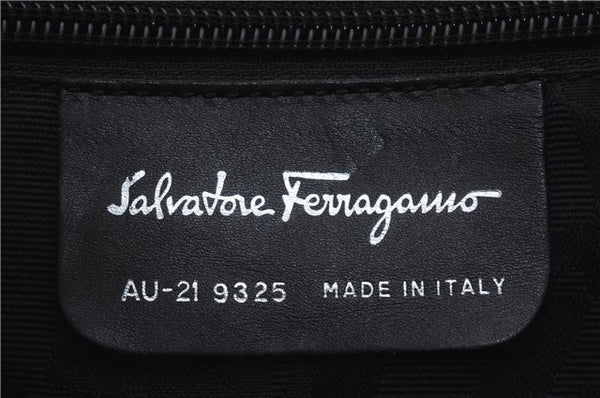 Salvatore Ferragamo
AU-21 9325 MADE IN ITALY